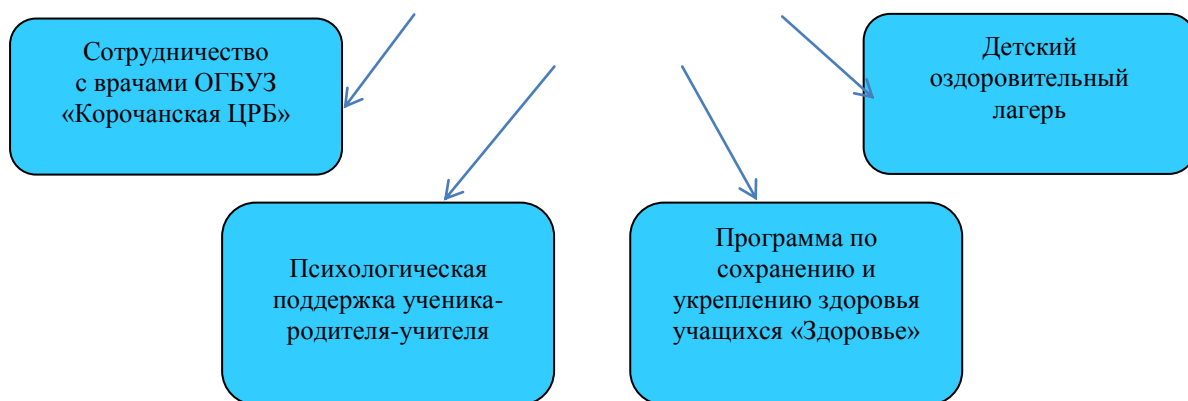 Сотрудничество
с врачами ОГБУЗ
«Корочанская ЦРБ»
Детский
оздоровительный
лагерь
Психологическая
поддержка ученика-
родителя-учителя
Программа по
сохранению и
укреплению здоровья
учащихся «Здоровье»